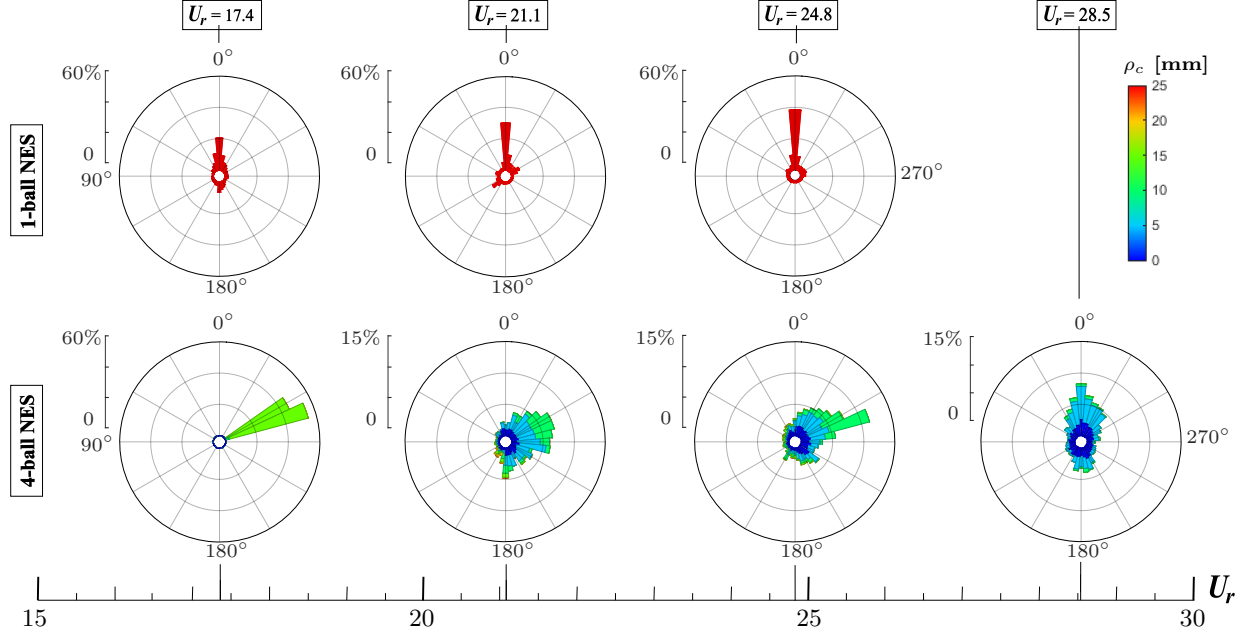 U_r = 17.4 U_r = 21.1 U_r = 24.8 U_r = 28.5
0° 0° 0°
ρ_c [mm]
60% 60% 60%
25
20
15
10
5
0
1-ball NES
0 0 0
90° 270°
180° 180° 180°
0° 0° 0° 0°
60% 15% 15% 15%
4-ball NES
0 0 0 0
90° 270°
180° 180° 180° 180°
15 20 25 30 U_r